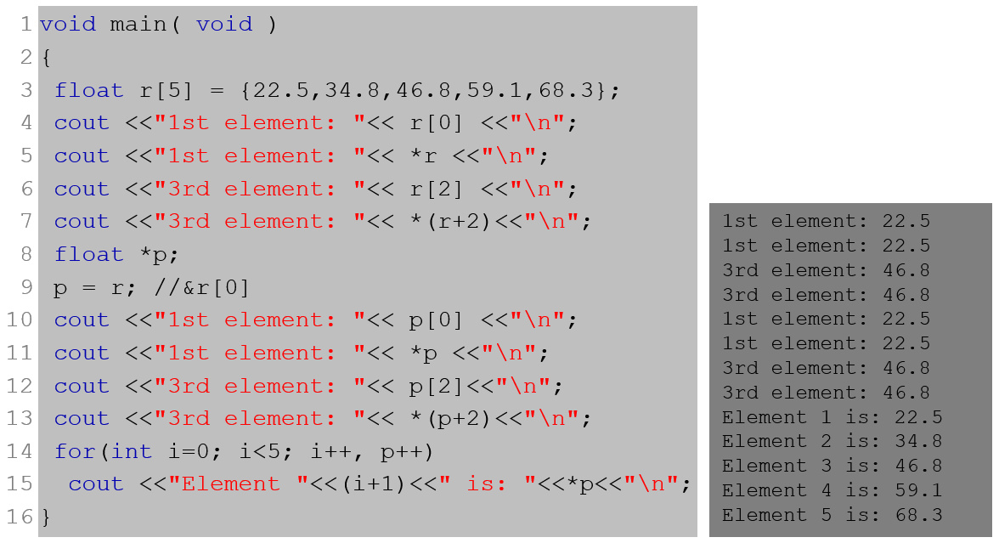 1 void main( void )
2 {
3 float r[5] = {22.5,34.8,46.8,59.1,68.3};
4 cout <<"1st element: "<< r[0] <<"\n";
5 cout <<"1st element: "<< *r <<"\n";
6 cout <<"3rd element: "<< r[2] <<"\n";
7 cout <<"3rd element: "<< *(r+2)<<"\n";
8 float *p;
9 p = r; //&r[0]
10 cout <<"1st element: "<< p[0] <<"\n";
11 cout <<"1st element: "<< *p <<"\n";
12 cout <<"3rd element: "<< p[2]<<"\n";
13 cout <<"3rd element: "<< *(p+2)<<"\n";
14 for(int i=0; i<5; i++, p++)
15 cout <<"Element "<<(i+1)<<" is: "<<*p<<"\n";
16 }
1st element: 22.5
1st element: 22.5
3rd element: 46.8
3rd element: 46.8
1st element: 22.5
1st element: 22.5
3rd element: 46.8
3rd element: 46.8
Element 1 is: 22.5
Element 2 is: 34.8
Element 3 is: 46.8
Element 4 is: 59.1
Element 5 is: 68.3